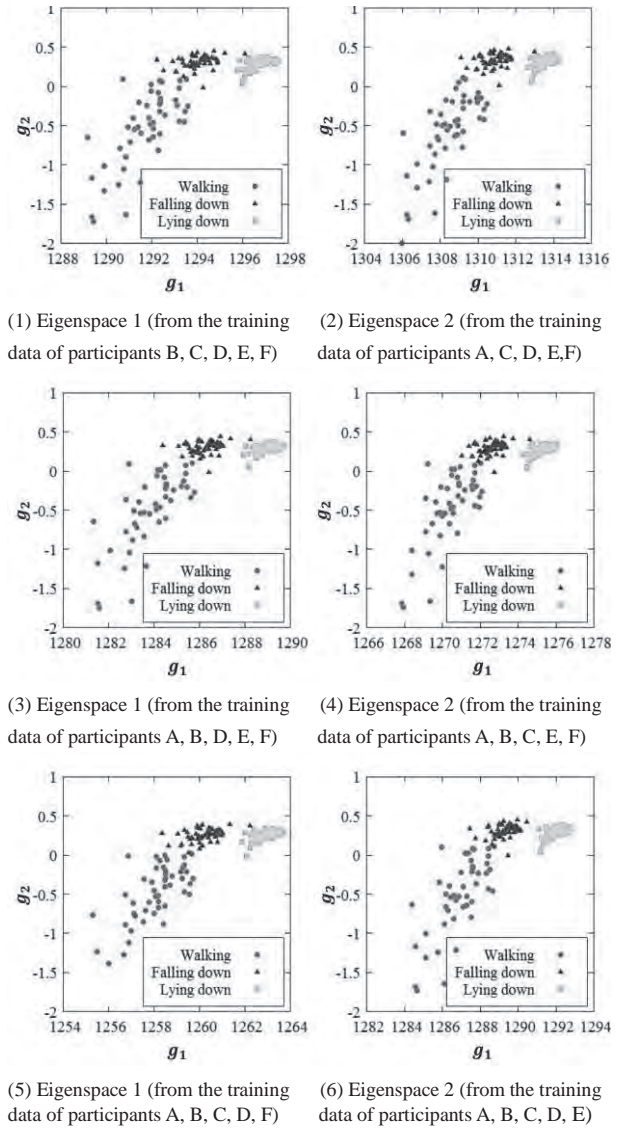 1
0.5
0
-0.5
-1
-1.5
-2
g₂
Walking
Falling down
Lying down
1288 1290 1292 1294 1296 1298
g₁
1
0.5
0
-0.5
-1
-1.5
-2
g₂
Walking
Falling down
Lying down
1304 1306 1308 1310 1312 1314 1316
g₁
(1) Eigenspace 1 (from the training
data of participants B, C, D, E, F)
(2) Eigenspace 2 (from the training
data of participants A, C, D, E,F)
1
0.5
0
-0.5
-1
-1.5
-2
g₂
Walking
Falling down
Lying down
1280 1282 1284 1286 1288 1290
g₁
1
0.5
0
-0.5
-1
-1.5
-2
g₂
Walking
Falling down
Lying down
1266 1268 1270 1272 1274 1276 1278
g₁
(3) Eigenspace 1 (from the training
data of participants A, B, D, E, F)
(4) Eigenspace 2 (from the training
data of participants A, B, C, E, F)
1
0.5
0
-0.5
-1
-1.5
-2
g₂
Walking
Falling down
Lying down
1254 1256 1258 1260 1262 1264
g₁
1
0.5
0
-0.5
-1
-1.5
-2
g₂
Walking
Falling down
Lying down
1282 1284 1286 1288 1290 1292 1294
g₁
(5) Eigenspace 1 (from the training
data of participants A, B, C, D, F)
(6) Eigenspace 2 (from the training
data of participants A, B, C, D, E)